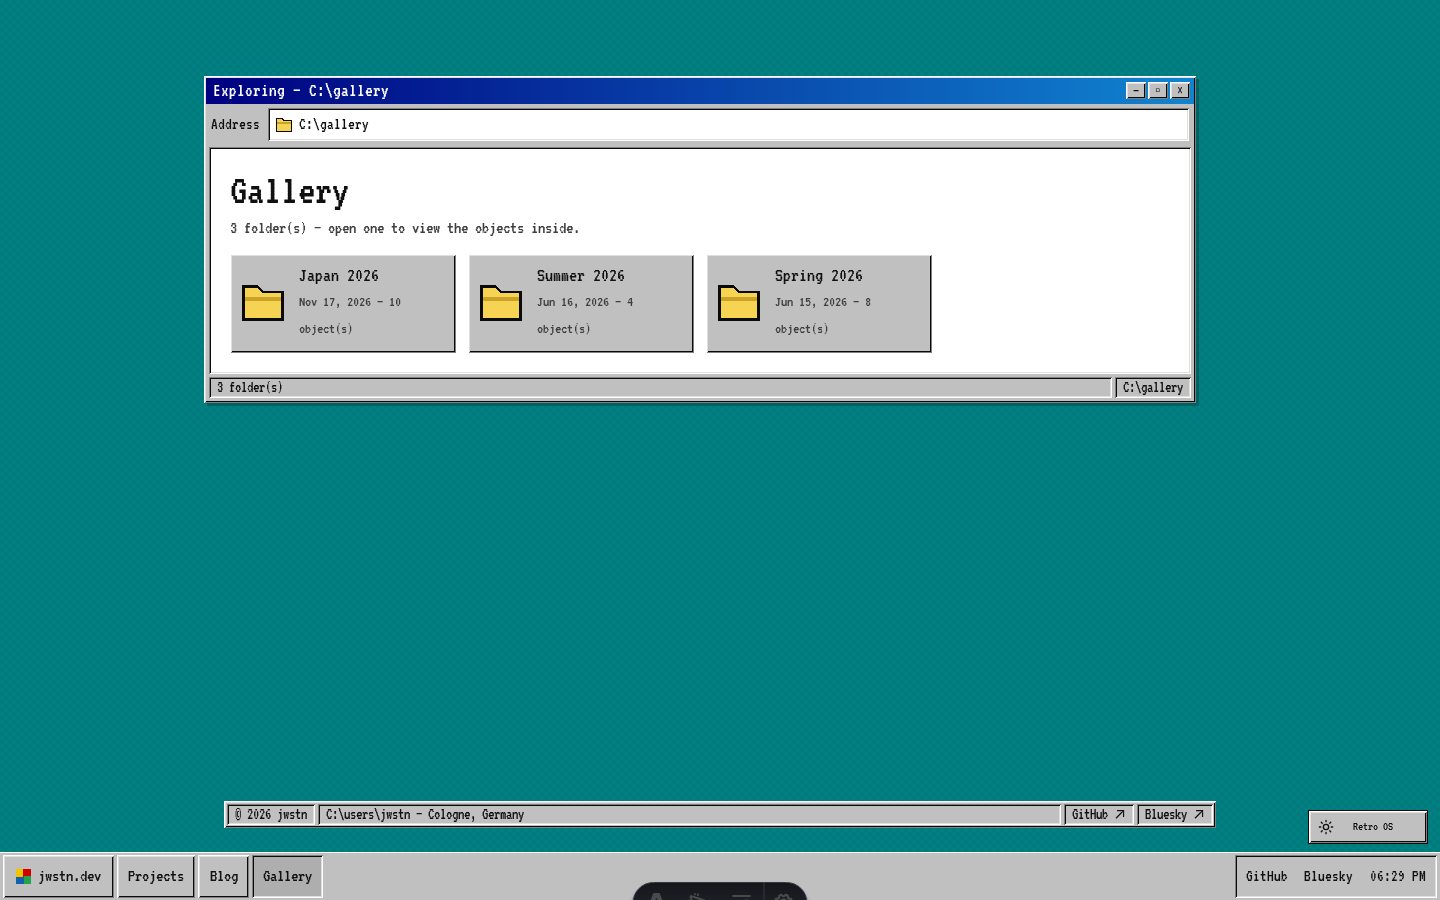 Exploring - C:\gallery
Address C:\gallery
Gallery
3 folder(s) - open one to view the objects inside.
Japan 2026
Nov 17, 2026 - 10
object(s)
Summer 2026
Jun 16, 2026 - 4
object(s)
Spring 2026
Jun 15, 2026 - 8
object(s)
3 folder(s) C:\gallery
© 2026 jwstn C:\users\jwstn - Cologne, Germany GitHub Bluesky
Retro OS
jwstn.dev Projects Blog Gallery GitHub Bluesky 06:29 PM